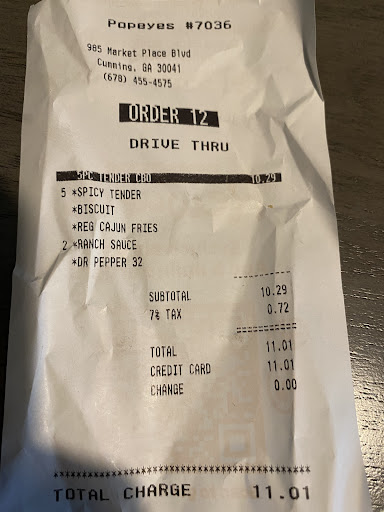 Popeyes #7036
985 Market Place Blvd
Cumming, GA 30041
(678) 455-4575
ORDER 12
DRIVE THRU
5PC TENDER CBO 10.29
5 *SPICY TENDER
*BISCUIT
*REG CAJUN FRIES
2 *RANCH SAUCE
*DR PEPPER 32
------------
SUBTOTAL 10.29
7% TAX 0.72
============
TOTAL 11.01
CREDIT CARD 11.01
CHANGE 0.00
****************************************
TOTAL CHARGE 11.01